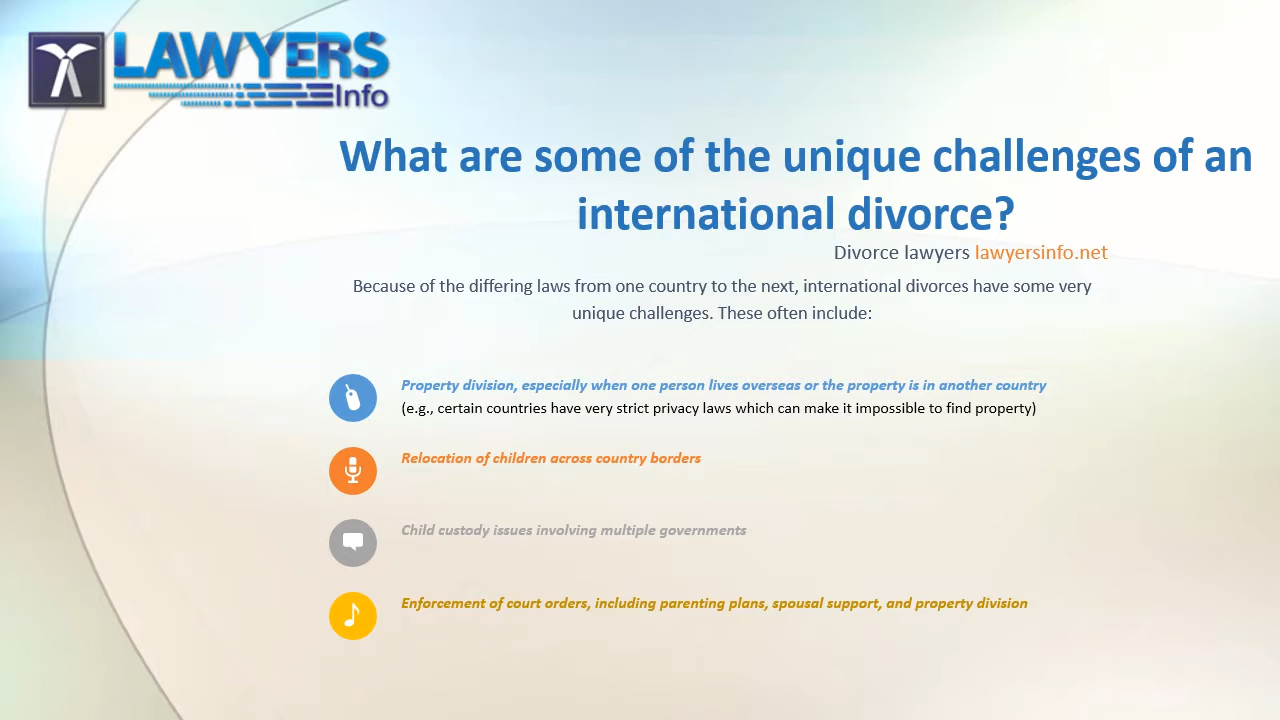 LAWYERS
Info
What are some of the unique challenges of an
international divorce?
Divorce lawyers lawyersinfo.net
Because of the differing laws from one country to the next, international divorces have some very
unique challenges. These often include:
Property division, especially when one person lives overseas or the property is in another country
(e.g., certain countries have very strict privacy laws which can make it impossible to find property)
Relocation of children across country borders
Child custody issues involving multiple governments
Enforcement of court orders, including parenting plans, spousal support, and property division